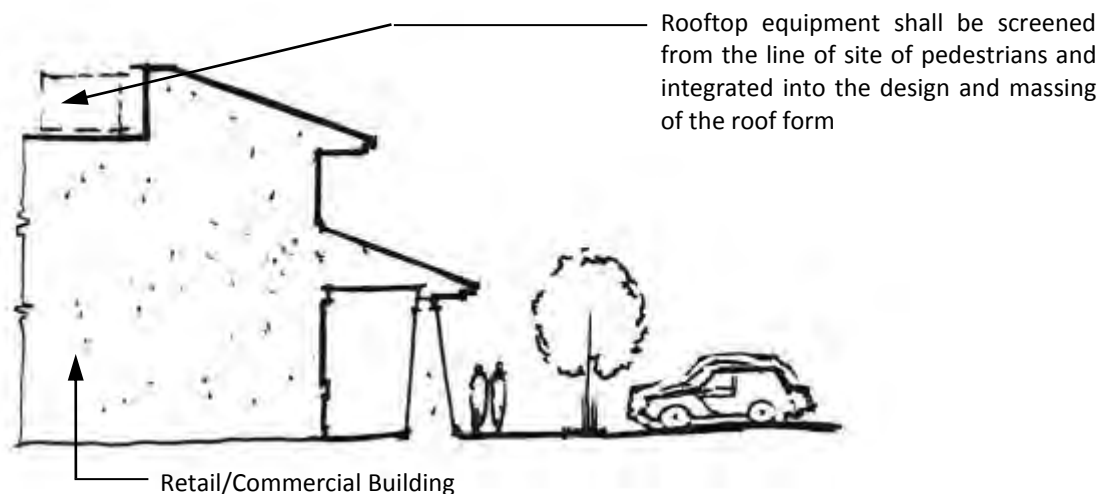 Rooftop equipment shall be screened
from the line of site of pedestrians and
integrated into the design and massing
of the roof form
Retail/Commercial Building